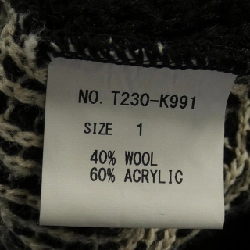 NO. T230-K991
SIZE 1
40% WOOL
60% ACRYLIC